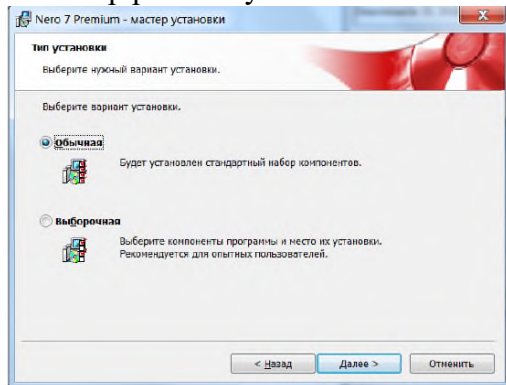 Nero 7 Premium - мастер установки
Тип установки
Выберите нужный вариант установки.
Выберите вариант установки.
Обычная
Будет установлен стандартный набор компонентов.
Выборочная
Выберите компоненты программы и место их установки.
Рекомендуется для опытных пользователей.
< Назад Далее > Отменить